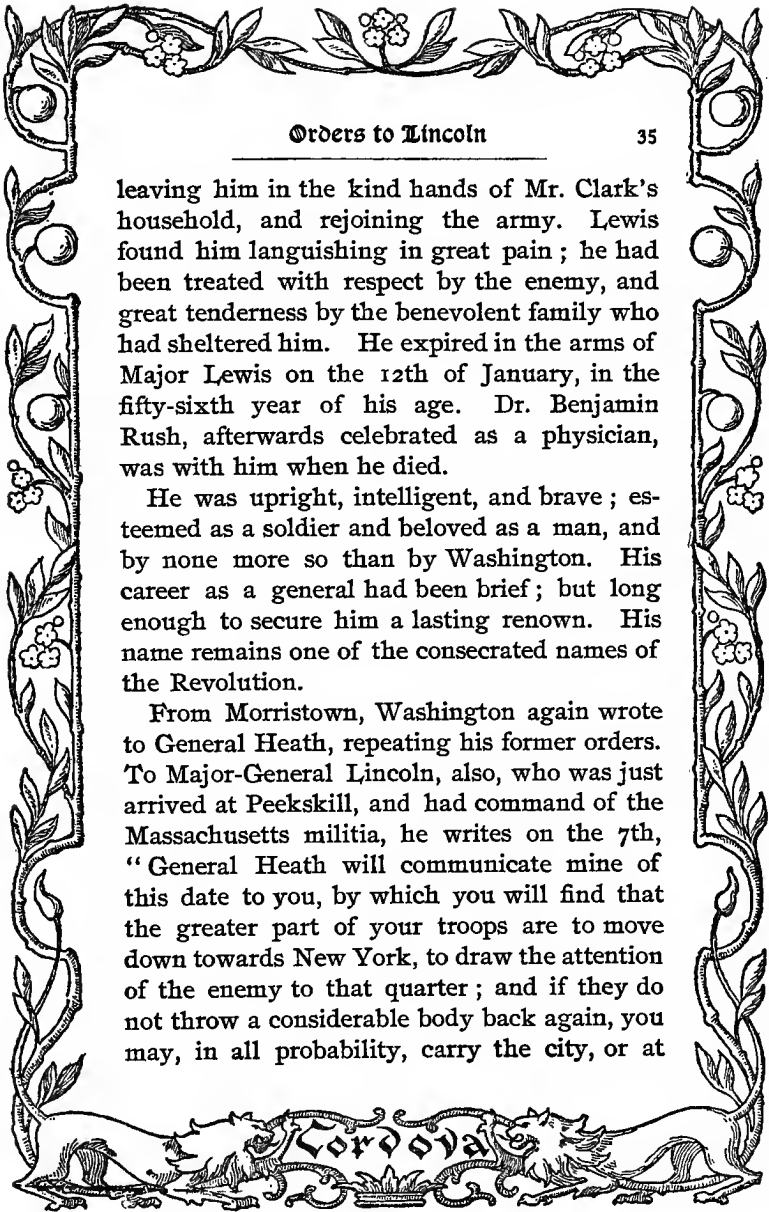 Orders to Lincoln 35
leaving him in the kind hands of Mr. Clark's
household, and rejoining the army. Lewis
found him languishing in great pain ; he had
been treated with respect by the enemy, and
great tenderness by the benevolent family who
had sheltered him. He expired in the arms of
Major Lewis on the 12th of January, in the
fifty-sixth year of his age. Dr. Benjamin
Rush, afterwards celebrated as a physician,
was with him when he died.
He was upright, intelligent, and brave ; es-
teemed as a soldier and beloved as a man, and
by none more so than by Washington. His
career as a general had been brief ; but long
enough to secure him a lasting renown. His
name remains one of the consecrated names of
the Revolution.
From Morristown, Washington again wrote
to General Heath, repeating his former orders.
To Major-General Lincoln, also, who was just
arrived at Peekskill, and had command of the
Massachusetts militia, he writes on the 7th,
“ General Heath will communicate mine of
this date to you, by which you will find that
the greater part of your troops are to move
down towards New York, to draw the attention
of the enemy to that quarter ; and if they do
not throw a considerable body back again, you
may, in all probability, carry the city, or at
Cordova